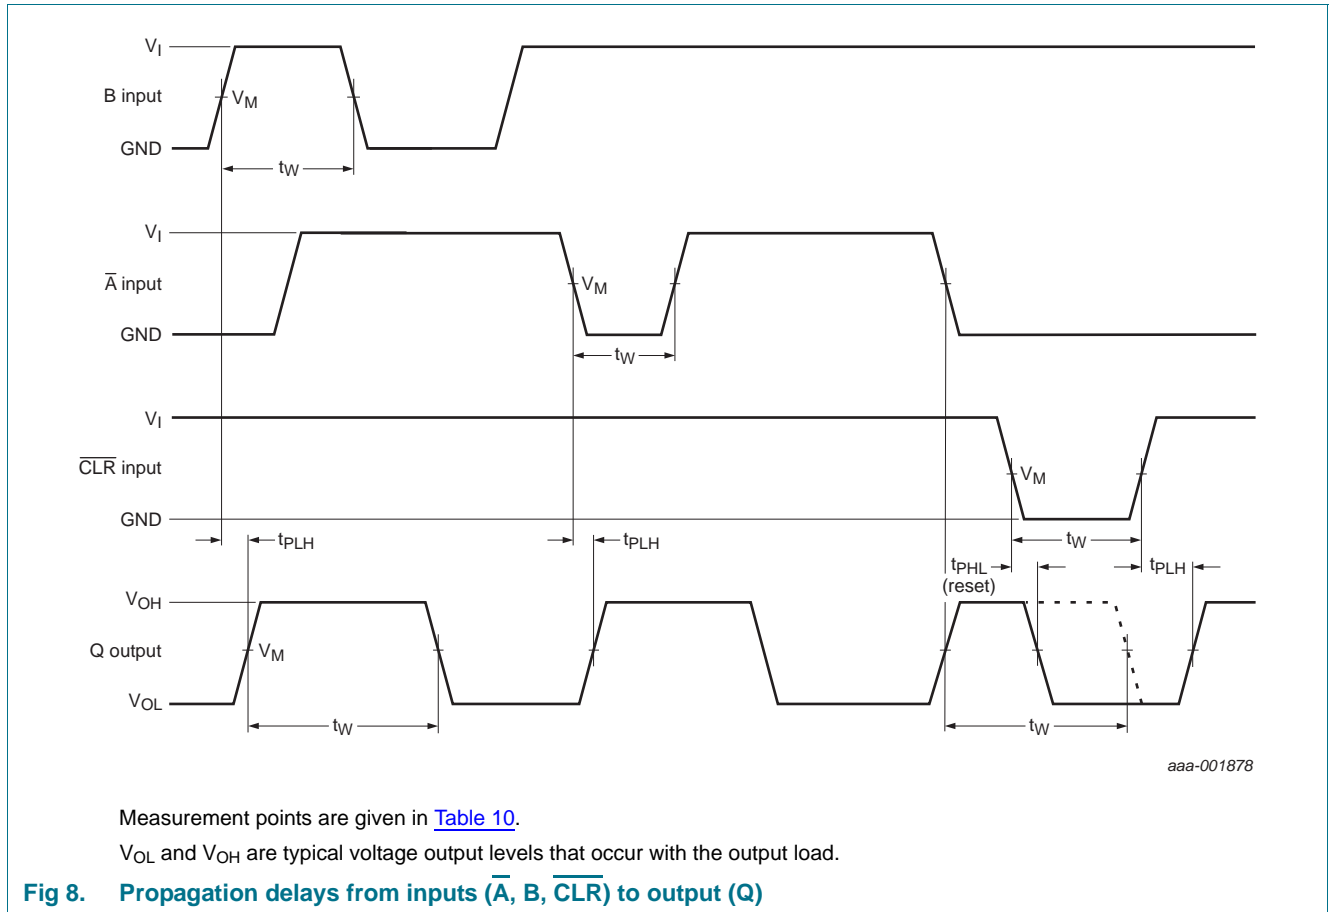 V_I
B input
V_M
GND
t_W
V_I
A̅ input
V_M
GND
t_W
V_I
C̅L̅R̅ input
V_M
GND
t_PLH
t_PLH
t_W
t_PHL
(reset)
t_PLH
V_OH
Q output
V_M
V_OL
t_W
t_W
aaa-001878
Measurement points are given in Table 10.
V_OL and V_OH are typical voltage output levels that occur with the output load.
Fig 8. Propagation delays from inputs (A̅, B, C̅L̅R̅) to output (Q)